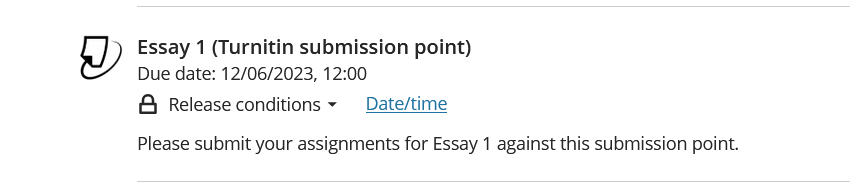 Essay 1 (Turnitin submission point)
Due date: 12/06/2023, 12:00
Release conditions Date/time
Please submit your assignments for Essay 1 against this submission point.